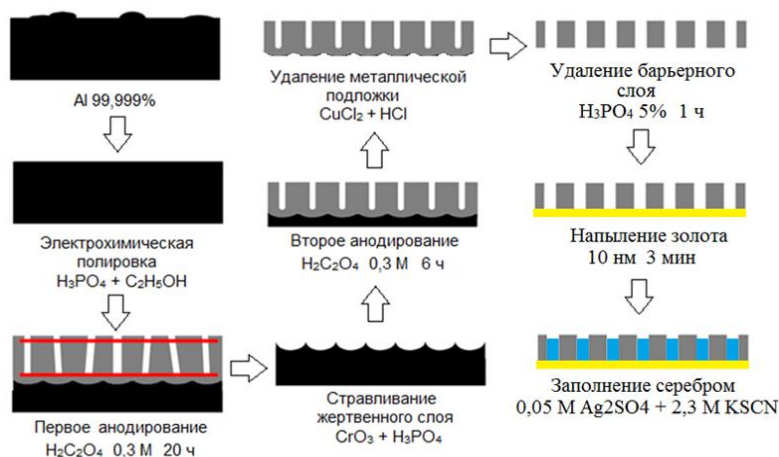 Al 99,999%
Электрохимическая
полировка
H₃PO₄ + C₂H₅OH
Первое анодирование
H₂C₂O₄ 0,3 М 20 ч
Стравливание
жертвенного слоя
CrO₃ + H₃PO₄
Второе анодирование
H₂C₂O₄ 0,3 М 6 ч
Удаление металлической
подложки
CuCl₂ + HCl
Удаление барьерного
слоя
H₃PO₄ 5% 1 ч
Напыление золота
10 нм 3 мин
Заполнение серебром
0,05 М Ag2SO4 + 2,3 М KSCN